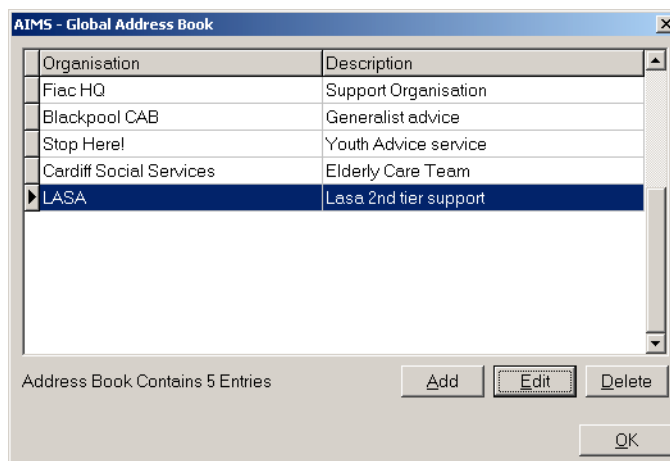 AIMS - Global Address Book
Organisation Description
Fiac HQ Support Organisation
Blackpool CAB Generalist advice
Stop Here! Youth Advice service
Cardiff Social Services Elderly Care Team
LASA Lasa 2nd tier support
Address Book Contains 5 Entries Add Edit Delete
OK